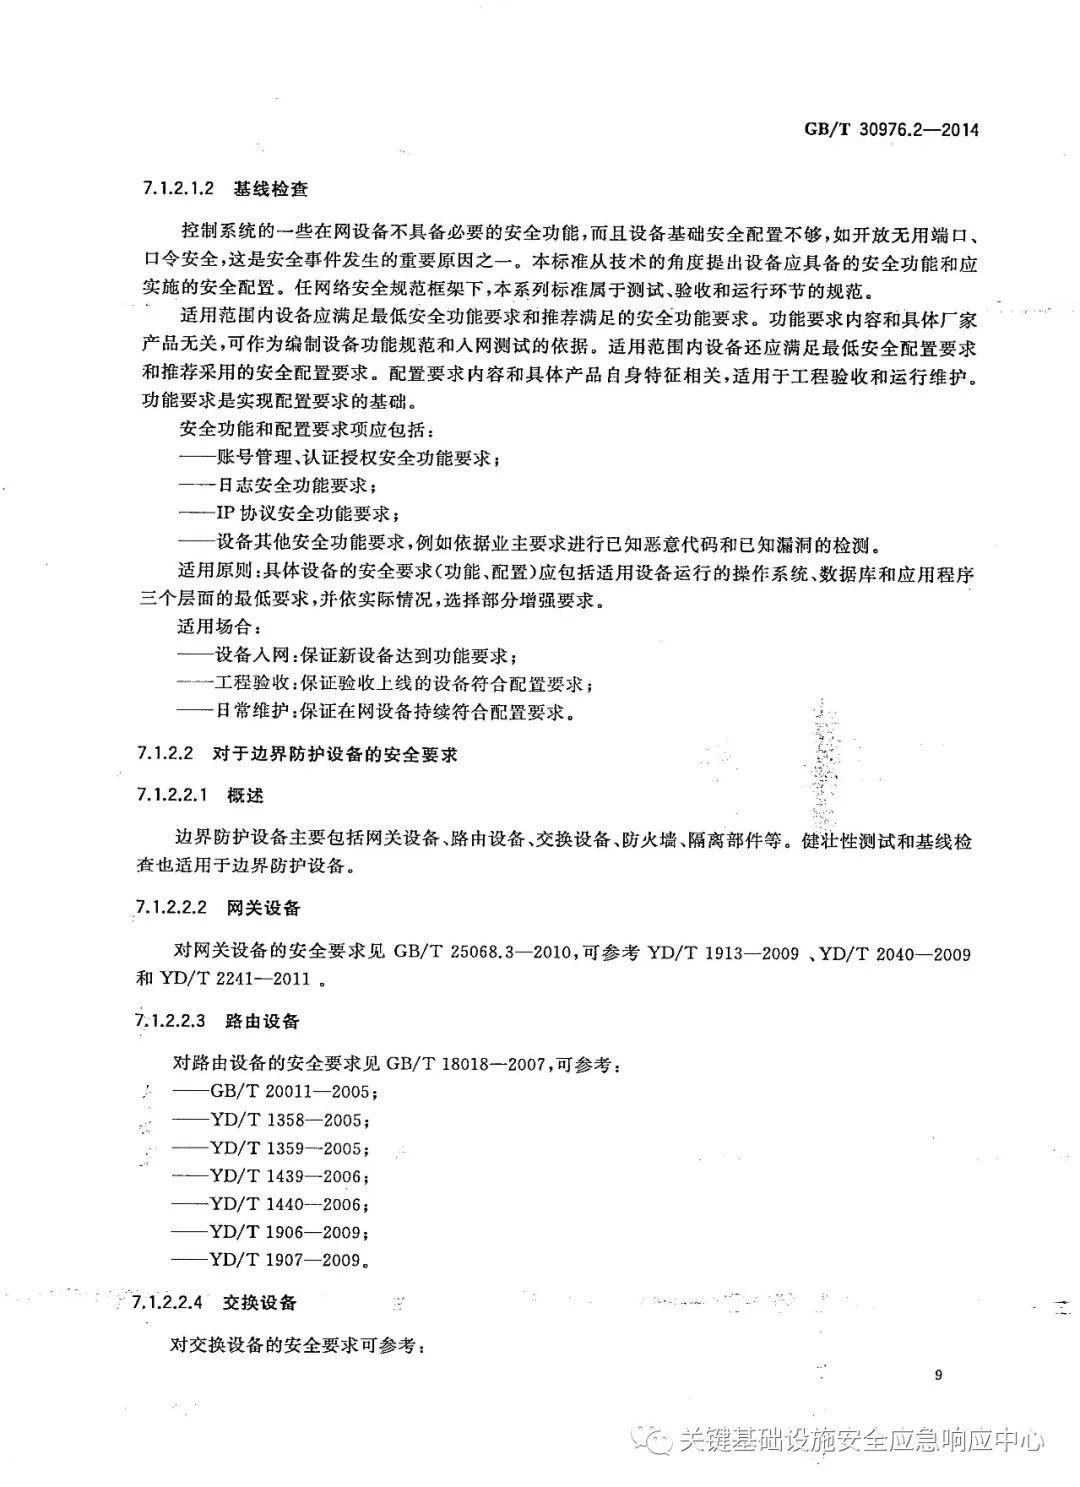 GB/T 30976.2—2014
7.1.2.1.2 基线检查
控制系统的一些在网设备不具备必要的安全功能,而且设备基础安全配置不够,如开放无用端口、
口令安全,这是安全事件发生的重要原因之一。本标准从技术的角度提出设备应具备的安全功能和应
实施的安全配置。任网络安全规范框架下,本系列标准属于测试、验收和运行环节的规范。
适用范围内设备应满足最低安全功能要求和推荐满足的安全功能要求。功能要求内容和具体厂家
产品无关,可作为编制设备功能规范和入网测试的依据。适用范围内设备还应满足最低安全配置要求
和推荐采用的安全配置要求。配置要求内容和具体产品自身特征相关,适用于工程验收和运行维护。
功能要求是实现配置要求的基础。
安全功能和配置要求项应包括:
——账号管理、认证授权安全功能要求;
——日志安全功能要求;
——IP 协议安全功能要求;
——设备其他安全功能要求,例如依据业主要求进行已知恶意代码和已知漏洞的检测。
适用原则:具体设备的安全要求(功能、配置)应包括适用设备运行的操作系统、数据库和应用程序
三个层面的最低要求,并依实际情况,选择部分增强要求。
适用场合:
——设备入网:保证新设备达到功能要求;
——工程验收:保证验收上线的设备符合配置要求;
——日常维护:保证在网设备持续符合配置要求。
7.1.2.2 对于边界防护设备的安全要求
7.1.2.2.1 概述
边界防护设备主要包括网关设备、路由设备、交换设备、防火墙、隔离部件等。健壮性测试和基线检
查也适用于边界防护设备。
7.1.2.2.2 网关设备
对网关设备的安全要求见 GB/T 25068.3—2010,可参考 YD/T 1913—2009 、YD/T 2040—2009
和 YD/T 2241—2011 。
7.1.2.2.3 路由设备
对路由设备的安全要求见 GB/T 18018—2007,可参考:
——GB/T 20011—2005;
——YD/T 1358—2005;
——YD/T 1359—2005;
——YD/T 1439—2006;
——YD/T 1440—2006;
——YD/T 1906—2009;
——YD/T 1907—2009。
7.1.2.2.4 交换设备
对交换设备的安全要求可参考:
9
关键基础设施安全应急响应中心